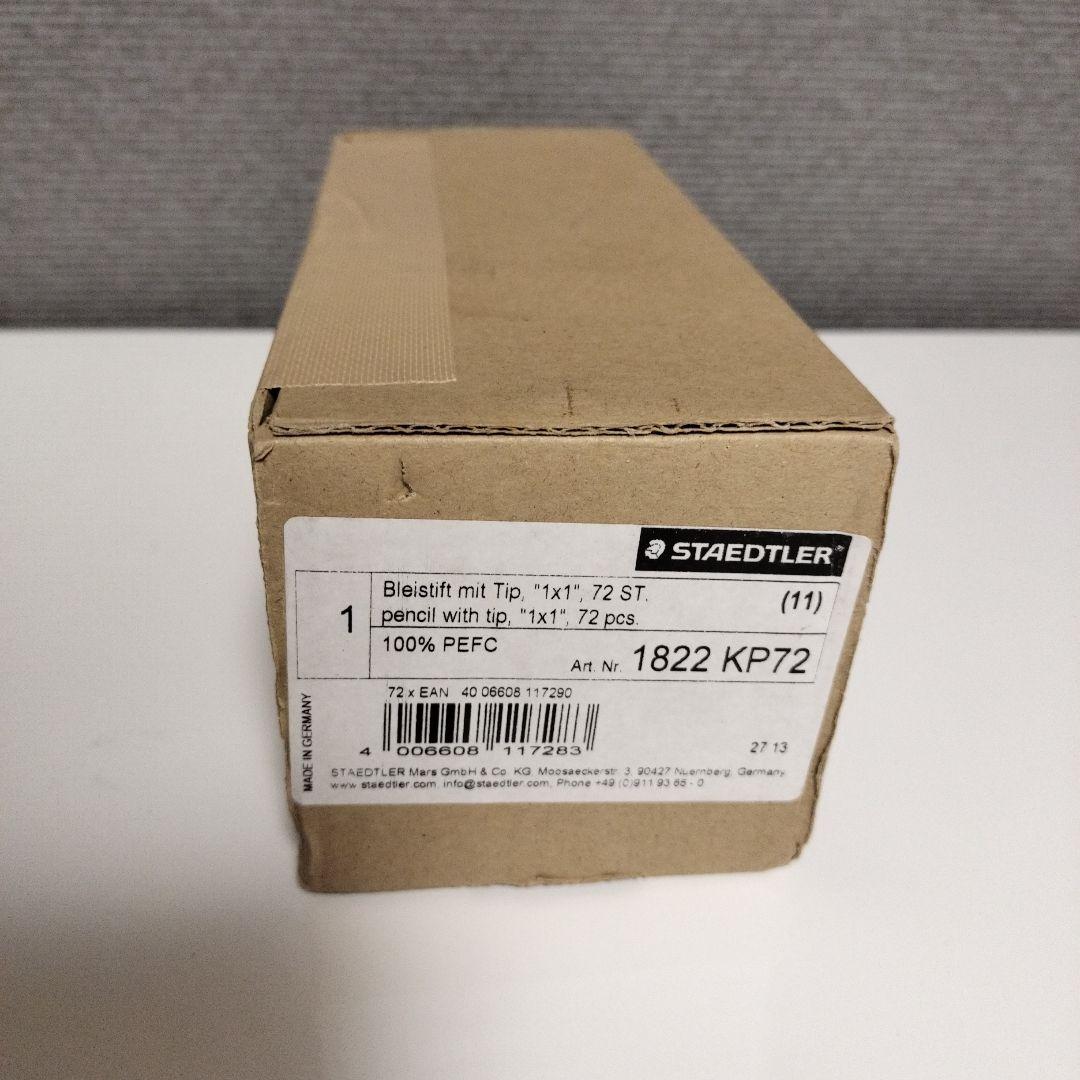 STAEDTLER
1
Bleistift mit Tip, "1x1", 72 ST.
pencil with tip, "1x1", 72 pcs.
(11)
100% PEFC
Art. Nr. 1822 KP72
72 x EAN 40 06608 117290
4 006608 117283
27 13
MADE IN GERMANY
STAEDTLER Mars GmbH & Co. KG, Moosaeckerstr. 3, 90427 Nuernberg, Germany
www.staedtler.com, info@staedtler.com, Phone +49 (0)911 93 65 - 0